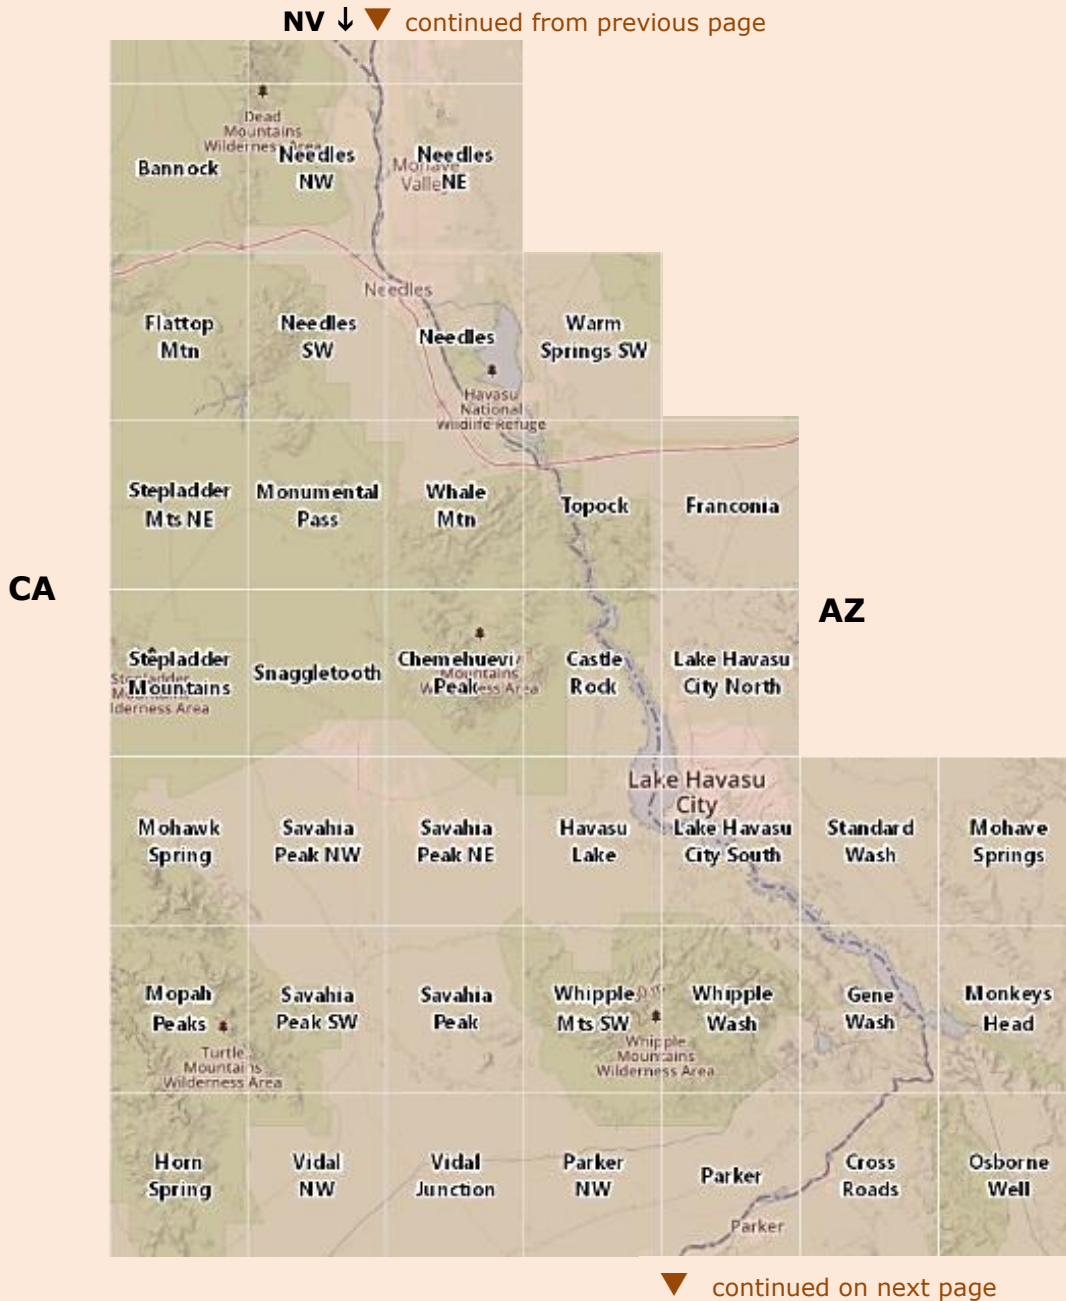 NV ↓ ▼ continued from previous page
Dead
Mountains
Wilderness Area
Bannock
Needles
NW
Mohave
Valley
Needles
NE
Needles
Flattop
Mtn
Needles
SW
Needles
Warm
Springs SW
Havasu
National
Wildlife Refuge
Stepladder
Mts NE
Monumental
Pass
Whale
Mtn
Topock
Franconia
CA
AZ
Stepladder
Mountains
Stepladder
lderness Area
Snaggletooth
Chemehuevi
Peak
Mountains
Castle
Rock
Lake Havasu
City North
Lake Havasu
City
Mohawk
Spring
Savahia
Peak NW
Savahia
Peak NE
Havasu
Lake
Lake Havasu
City South
Standard
Wash
Mohave
Springs
Mopah
Peaks
Turtle
Mountains
Wilderness Area
Savahia
Peak SW
Savahia
Peak
Whipple
Mts SW
Whipple
Mountains
Wilderness Area
Whipple
Wash
Gene
Wash
Monkeys
Head
Horn
Spring
Vidal
NW
Vidal
Junction
Parker
NW
Parker
Parker
Cross
Roads
Osborne
Well
▼ continued on next page